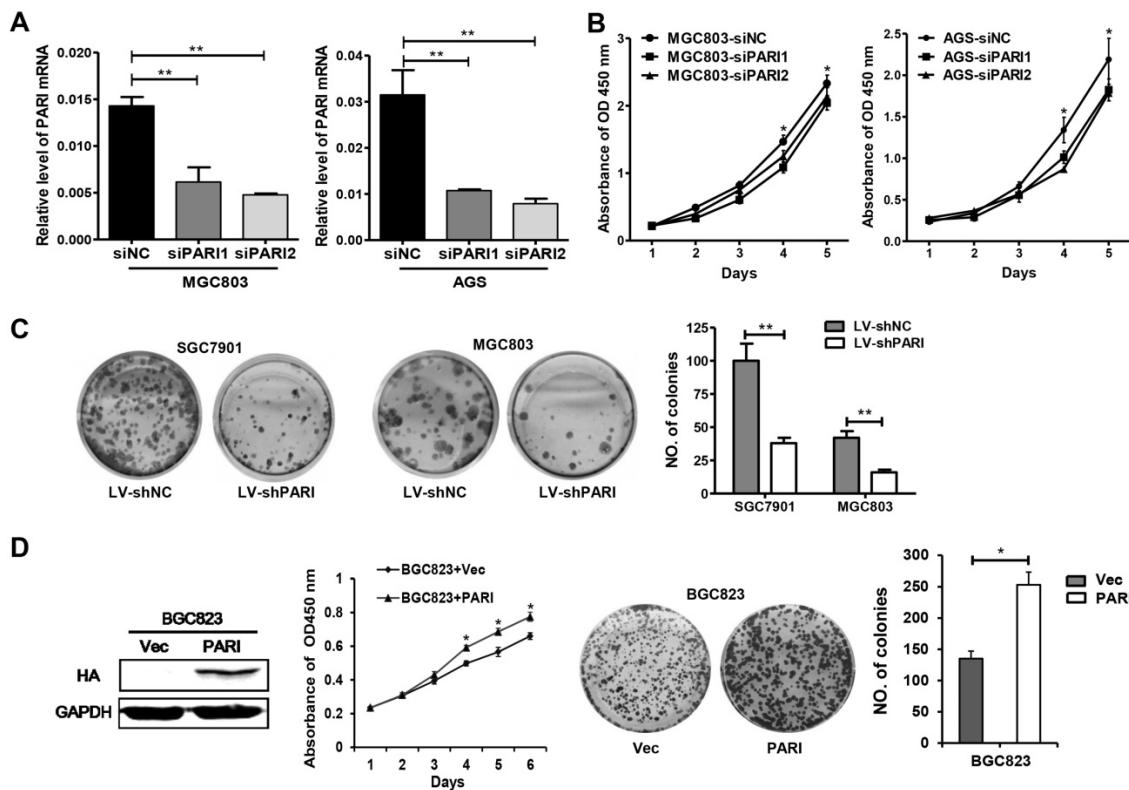 A
Relative level of PARI mRNA
0.020
0.015
0.010
0.005
0.000
**
**
siNC siPARI1 siPARI2
MGC803
Relative level of PARI mRNA
0.04
0.03
0.02
0.01
0.00
**
**
siNC siPARI1 siPARI2
AGS
B
Absorbance of OD 450 nm
3
2
1
0
MGC803-siNC
MGC803-siPARI1
MGC803-siPARI2
*
*
1 2 3 4 5
Days
Absorbance of OD 450 nm
2.5
2.0
1.5
1.0
0.5
0.0
AGS-siNC
AGS-siPARI1
AGS-siPARI2
*
*
1 2 3 4 5
Days
C
SGC7901
LV-shNC LV-shPARI
MGC803
LV-shNC LV-shPARI
NO. of colonies
125
100
75
50
25
0
**
**
LV-shNC
LV-shPARI
SGC7901 MGC803
D
BGC823
Vec PARI
HA
GAPDH
Absorbance of OD450 nm
1
0.8
0.6
0.4
0.2
0
BGC823+Vec
BGC823+PARI
* * *
1 2 3 4 5 6
Days
BGC823
Vec PARI
NO. of colonies
300
250
200
150
100
50
0
*
Vec
PARI
BGC823